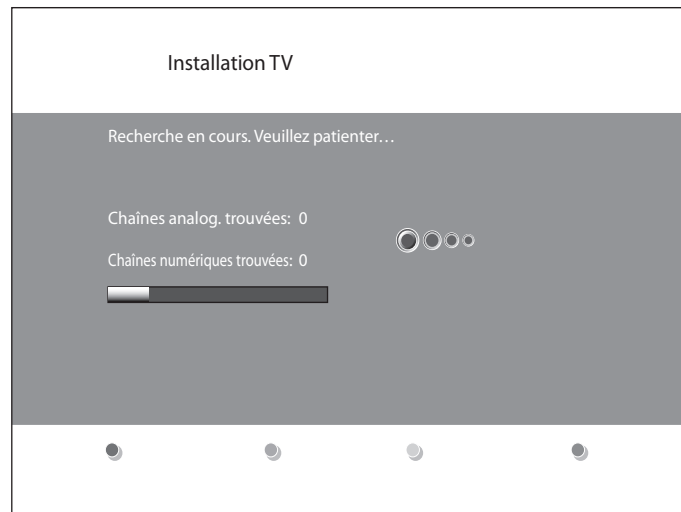 Installation TV
Recherche en cours. Veuillez patienter…
Chaînes analog. trouvées: 0
Chaînes numériques trouvées: 0